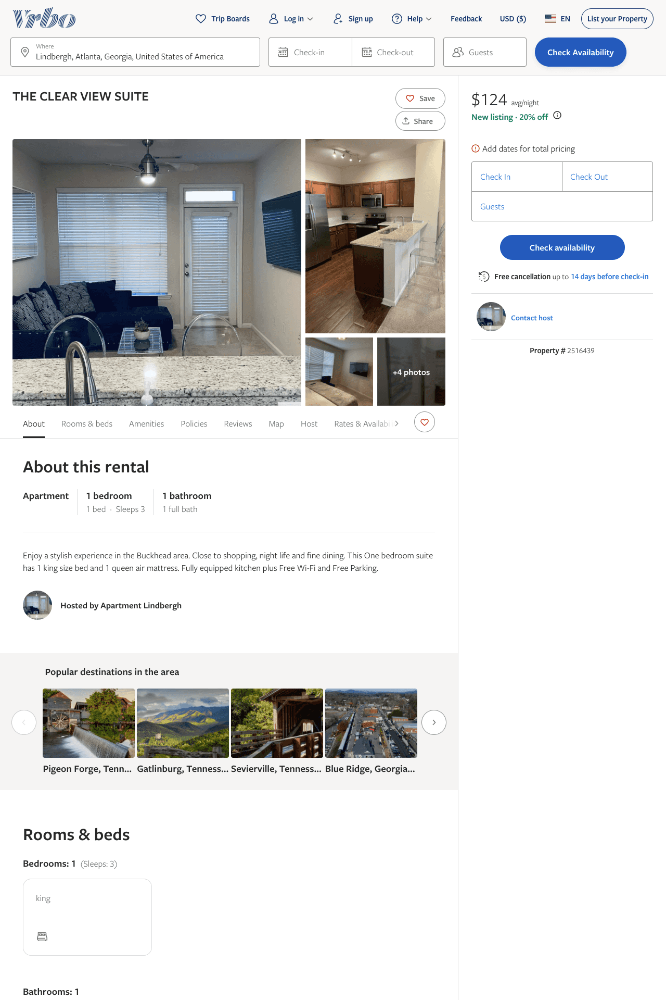 Vrbo
Trip Boards
Log in
Sign up
Help
Feedback
USD ($)
EN
List your Property
Where
Lindbergh, Atlanta, Georgia, United States of America
Check-in
Check-out
Guests
Check Availability
THE CLEAR VIEW SUITE
Save
Share
+4 photos
$124 avg/night
New listing · 20% off
Add dates for total pricing
Check In
Check Out
Guests
Check availability
Free cancellation up to 14 days before check-in
Contact host
Property # 2516439
About
Rooms & beds
Amenities
Policies
Reviews
Map
Host
Rates & Availabili
About this rental
Apartment
1 bedroom
1 bed · Sleeps 3
1 bathroom
1 full bath
Enjoy a stylish experience in the Buckhead area. Close to shopping, night life and fine dining. This One bedroom suite
has 1 king size bed and 1 queen air mattress. Fully equipped kitchen plus Free Wi-Fi and Free Parking.
Hosted by Apartment Lindbergh
Popular destinations in the area
Pigeon Forge, Tenn...
Gatlinburg, Tenness...
Sevierville, Tenness...
Blue Ridge, Georgia...
Rooms & beds
Bedrooms: 1 (Sleeps: 3)
king
Bathrooms: 1